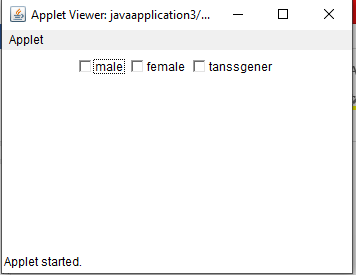 Applet Viewer: javaapplication3/...
Applet
male female tanssgener
Applet started.